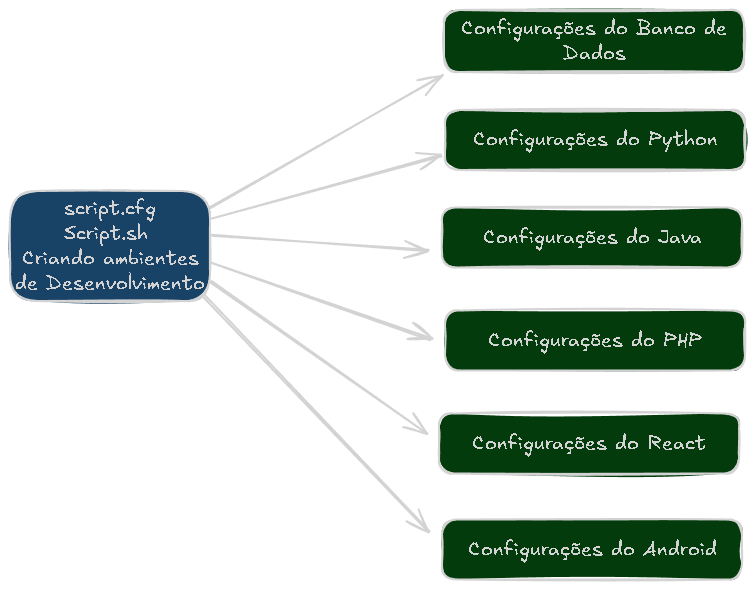 Configurações do Banco de
Dados
Configurações do Python
script.cfg
Script.sh
Criando ambientes
de Desenvolvimento
Configurações do Java
Configurações do PHP
Configurações do React
Configurações do Android